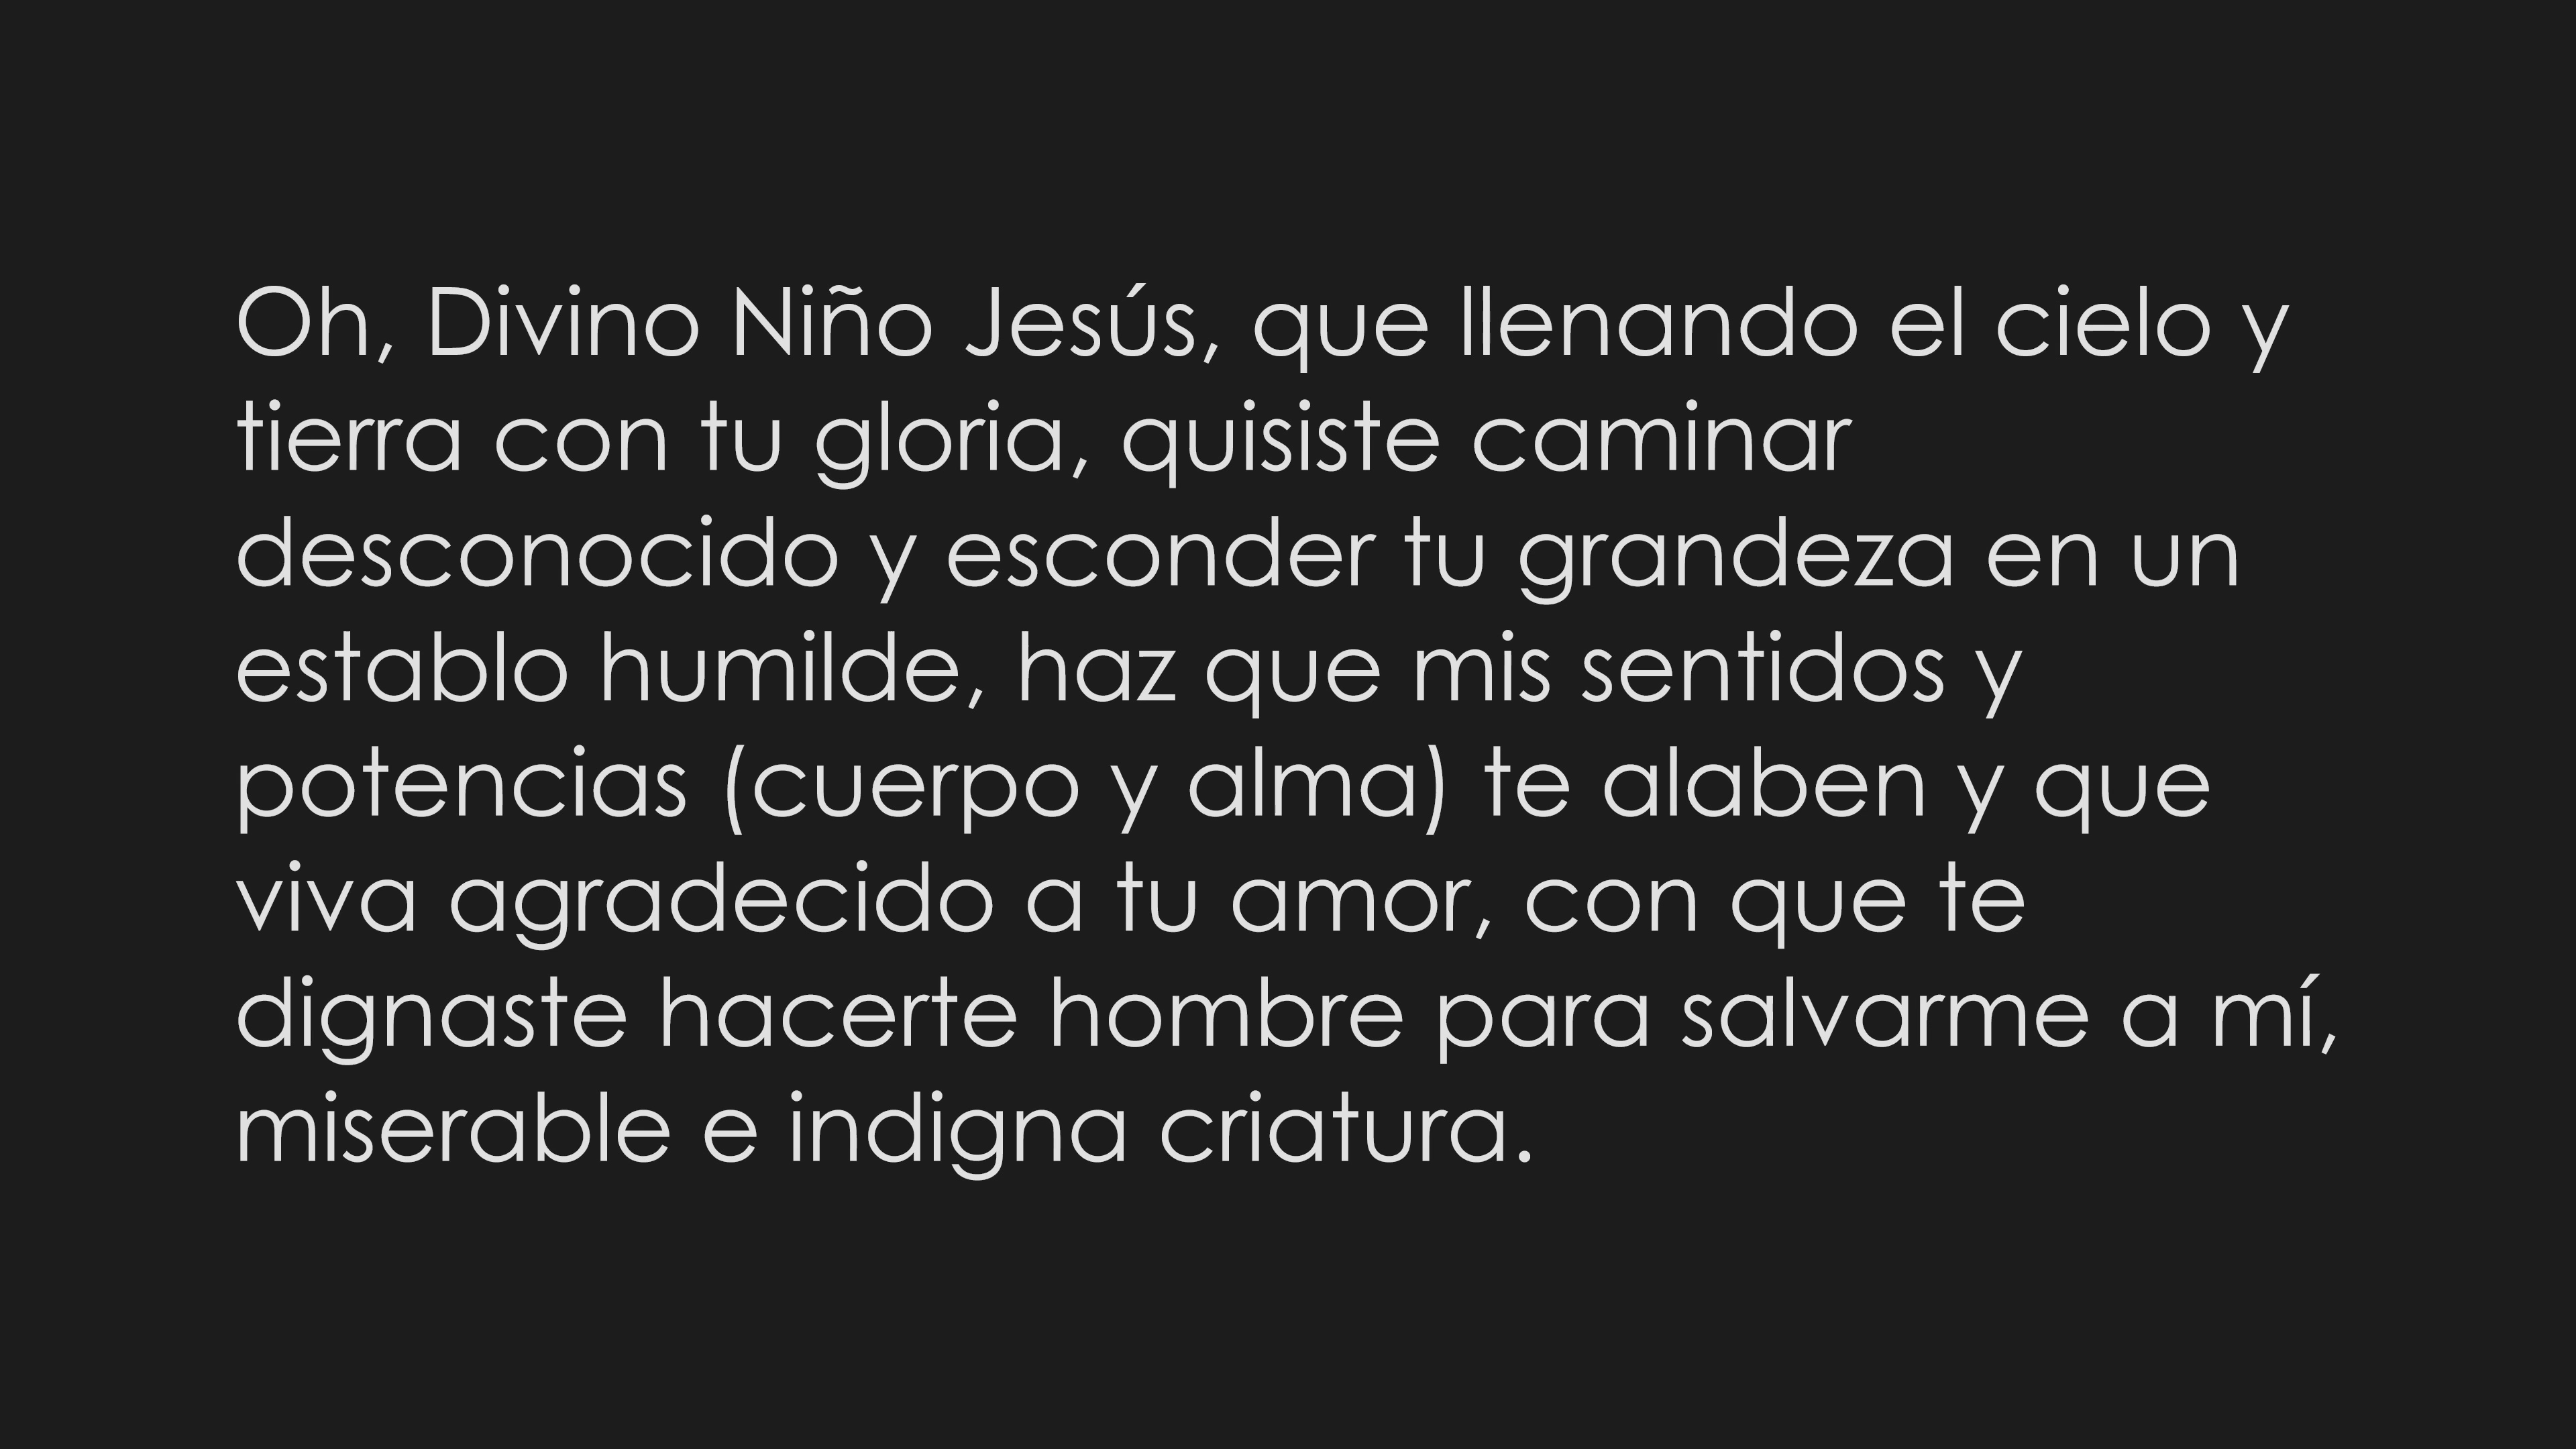 Oh, Divino Niño Jesús, que llenando el cielo y
tierra con tu gloria, quisiste caminar
desconocido y esconder tu grandeza en un
establo humilde, haz que mis sentidos y
potencias (cuerpo y alma) te alaben y que
viva agradecido a tu amor, con que te
dignaste hacerte hombre para salvarme a mí,
miserable e indigna criatura.